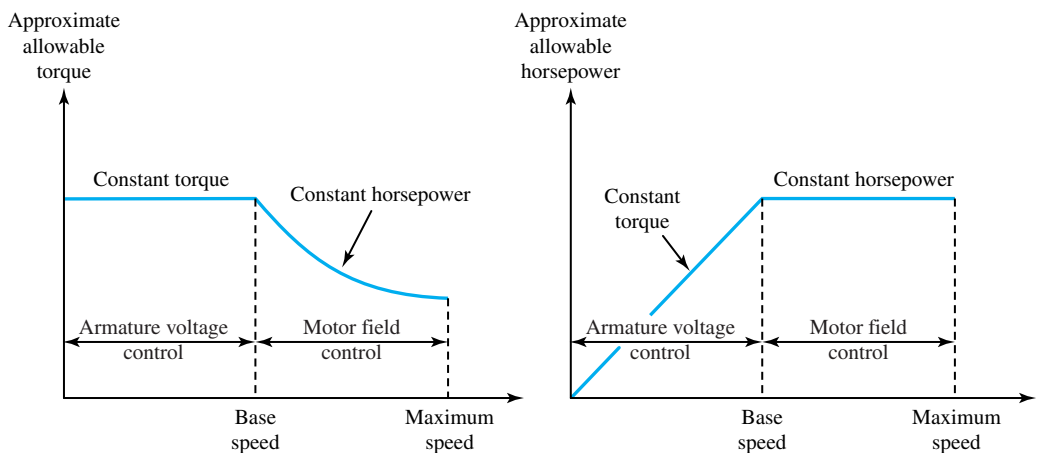 Approximate
allowable
torque
Constant torque
Constant horsepower
Armature voltage
control
Motor field
control
Base
speed
Maximum
speed
Approximate
allowable
horsepower
Constant
torque
Constant horsepower
Armature voltage
control
Motor field
control
Base
speed
Maximum
speed